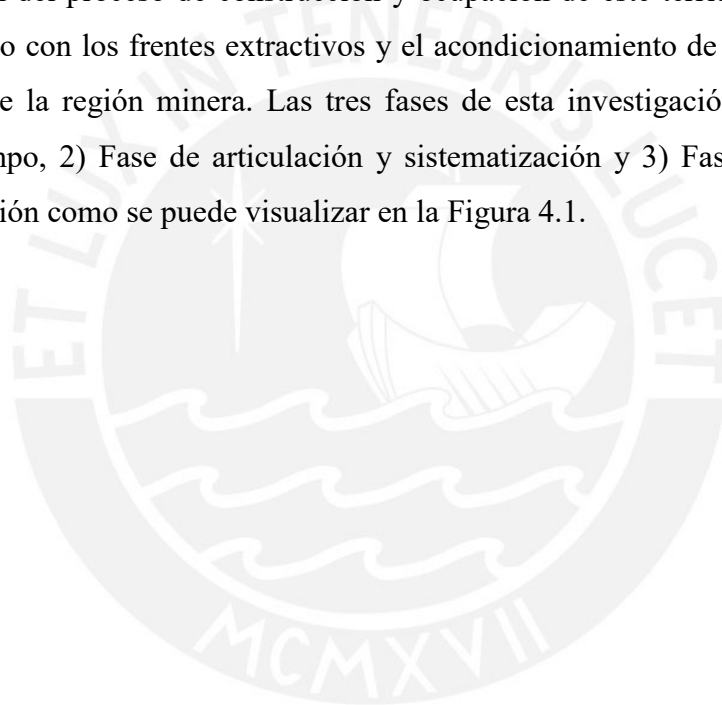 del proceso de construcción y ocupación de este
o con los frentes extractivos y el acondicionamiento de
e la región minera. Las tres fases de esta investigació
po, 2) Fase de articulación y sistematización y 3) Fas
ión como se puede visualizar en la Figura 4.1.
ET LUX IN TENEBRIS LUCET
MCMXVII